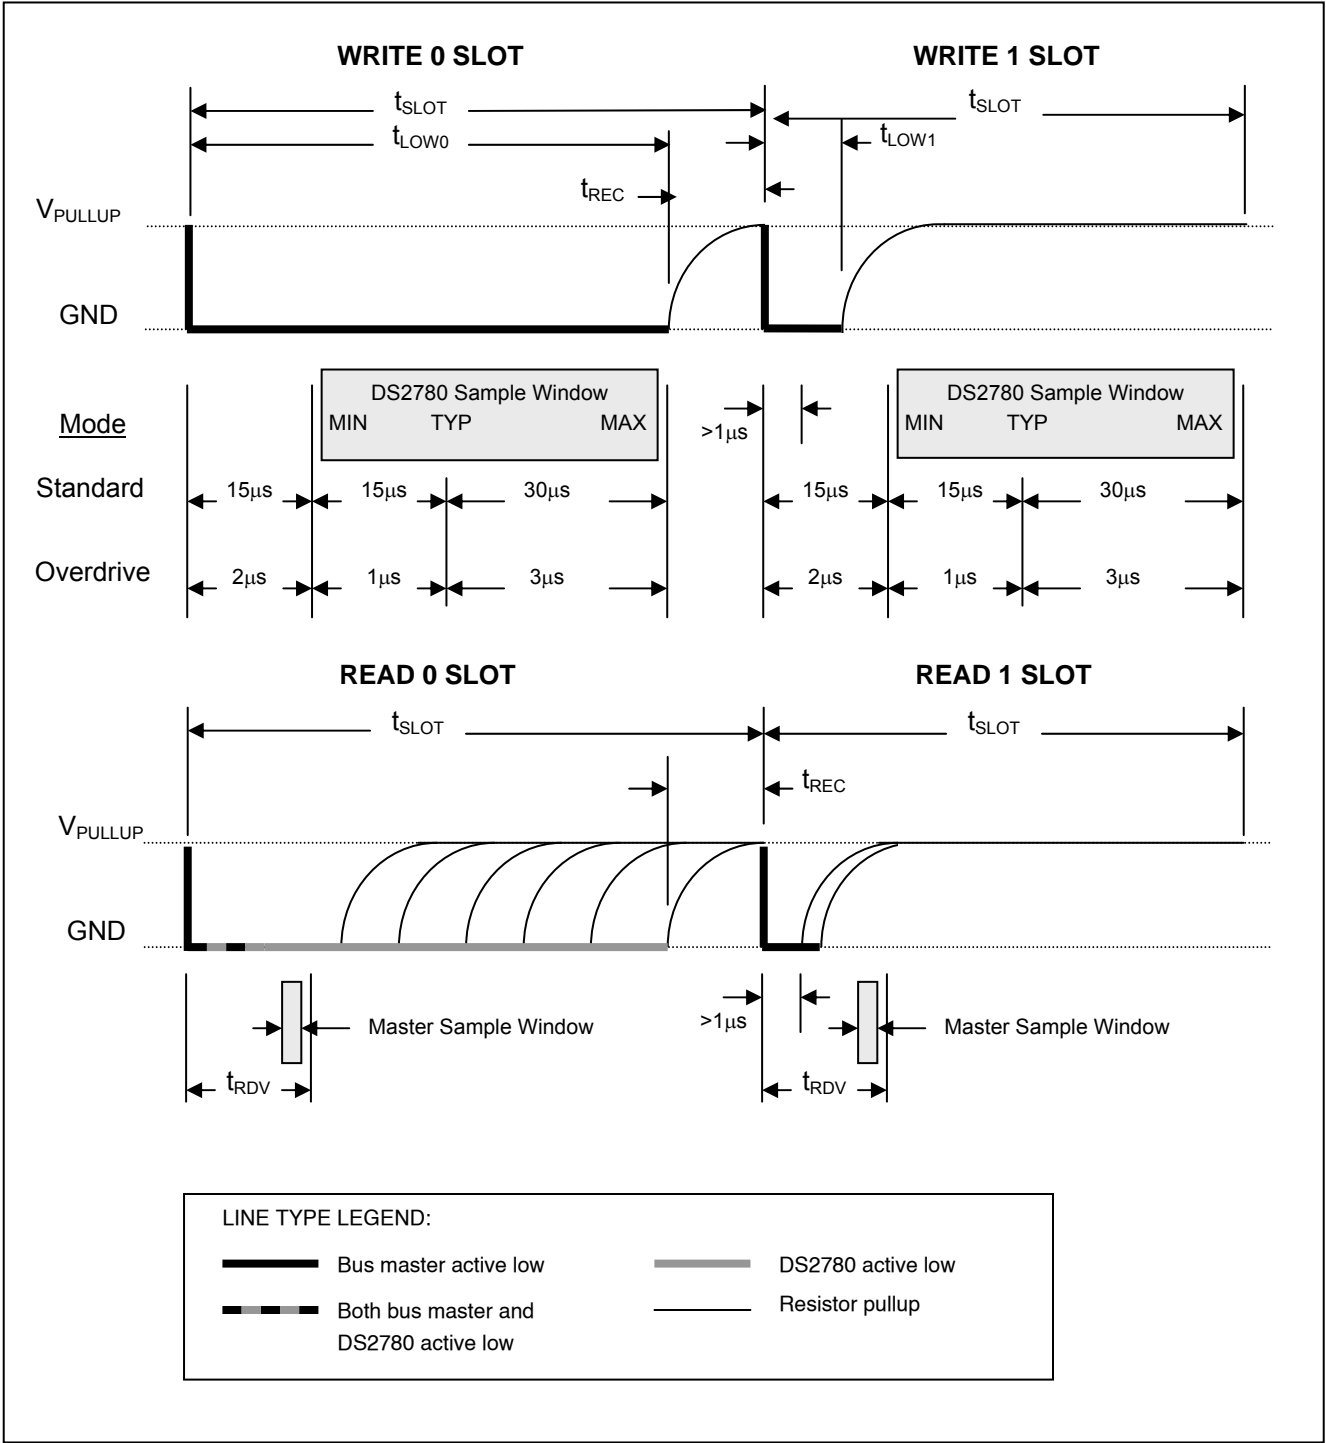 WRITE 0 SLOT WRITE 1 SLOT
tSLOT tSLOT
tLOW0 tLOW1
tREC
VPULLUP
GND
DS2780 Sample Window DS2780 Sample Window
Mode MIN TYP MAX >1μs MIN TYP MAX
Standard 15μs 15μs 30μs 15μs 15μs 30μs
Overdrive 2μs 1μs 3μs 2μs 1μs 3μs
READ 0 SLOT READ 1 SLOT
tSLOT tSLOT
tREC
VPULLUP
GND
>1μs
Master Sample Window Master Sample Window
tRDV tRDV
LINE TYPE LEGEND:
Bus master active low DS2780 active low
Both bus master and Resistor pullup
DS2780 active low